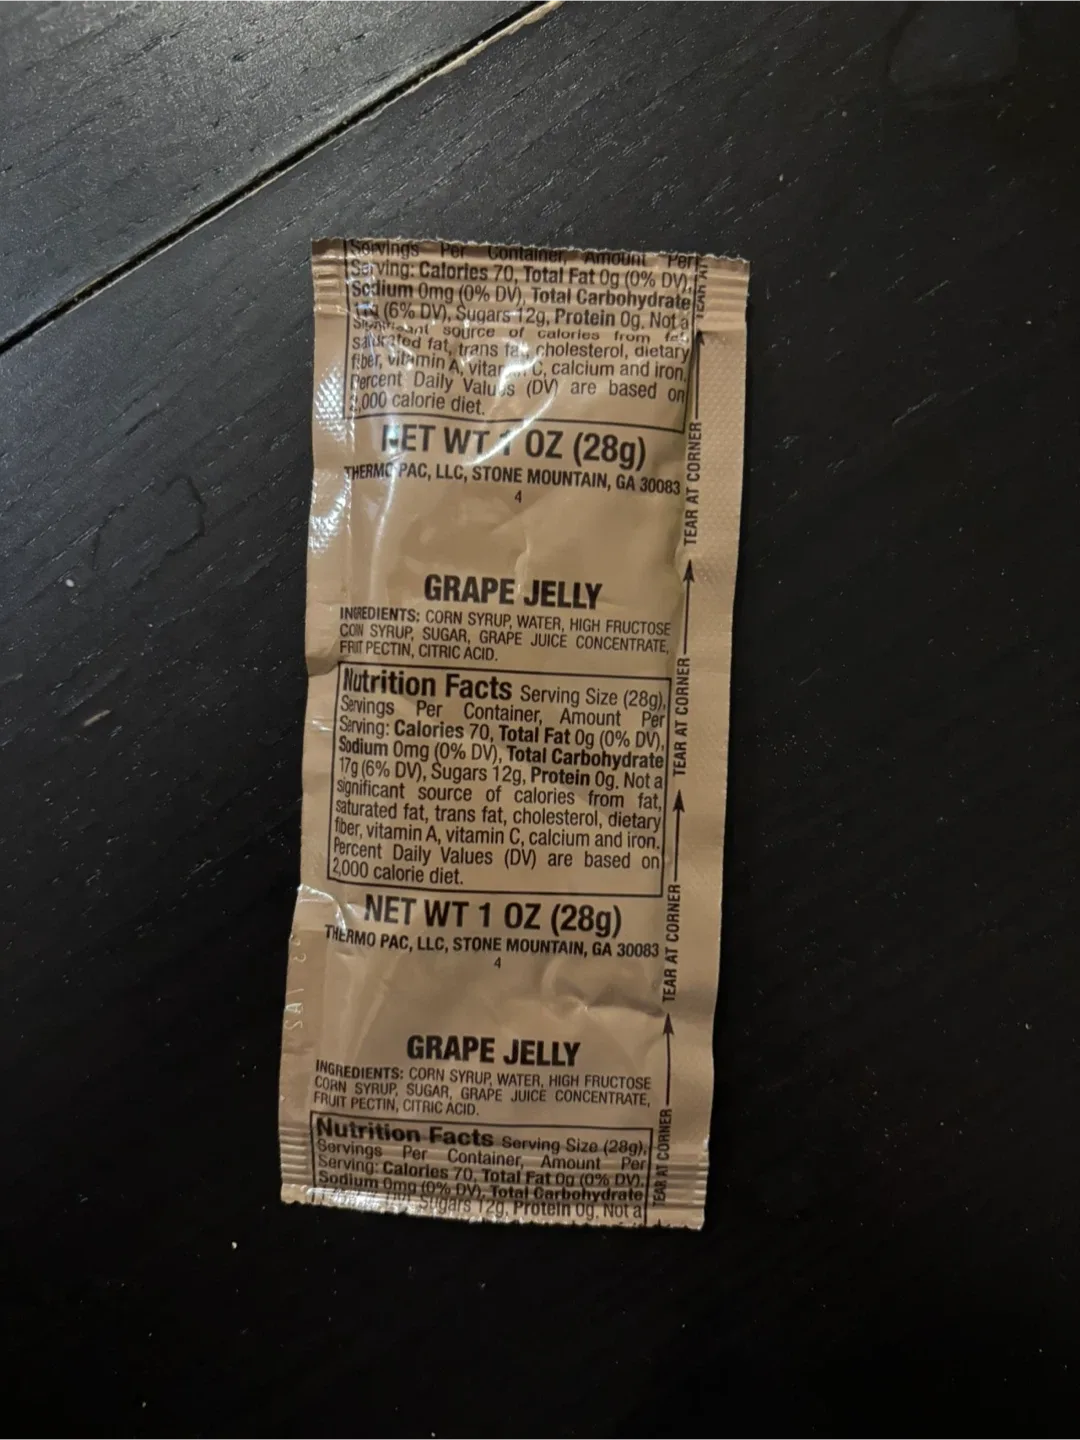 Servings Per Container, Amount Per
Serving: Calories 70, Total Fat 0g (0% DV),
Sodium 0mg (0% DV), Total Carbohydrate
(6% DV), Sugars 12g, Protein 0g. Not a
significant source of calories from fat,
saturated fat, trans fat, cholesterol, dietary
fiber, vitamin A, vitamin C, calcium and iron.
Percent Daily Values (DV) are based on
2,000 calorie diet.
NET WT 1 OZ (28g)
THERMO PAC, LLC, STONE MOUNTAIN, GA 30083
4
GRAPE JELLY
INGREDIENTS: CORN SYRUP, WATER, HIGH FRUCTOSE
CORN SYRUP, SUGAR, GRAPE JUICE CONCENTRATE,
FRUIT PECTIN, CITRIC ACID.
Nutrition Facts Serving Size (28g),
Servings Per Container, Amount Per
Serving: Calories 70, Total Fat 0g (0% DV),
Sodium 0mg (0% DV), Total Carbohydrate
17g (6% DV), Sugars 12g, Protein 0g. Not a
significant source of calories from fat,
saturated fat, trans fat, cholesterol, dietary
fiber, vitamin A, vitamin C, calcium and iron.
Percent Daily Values (DV) are based on
2,000 calorie diet.
NET WT 1 OZ (28g)
THERMO PAC, LLC, STONE MOUNTAIN, GA 30083
4
GRAPE JELLY
INGREDIENTS: CORN SYRUP, WATER, HIGH FRUCTOSE
CORN SYRUP, SUGAR, GRAPE JUICE CONCENTRATE,
FRUIT PECTIN, CITRIC ACID.
Nutrition Facts Serving Size (28g),
Servings Per Container, Amount Per
Serving: Calories 70, Total Fat 0g (0% DV),
Sodium 0mg (0% DV), Total Carbohydrate
Sugars 12g, Protein 0g. Not a
TEAR AT
TEAR AT CORNER
TEAR AT CORNER
TEAR AT CORNER
TEAR AT CORNER